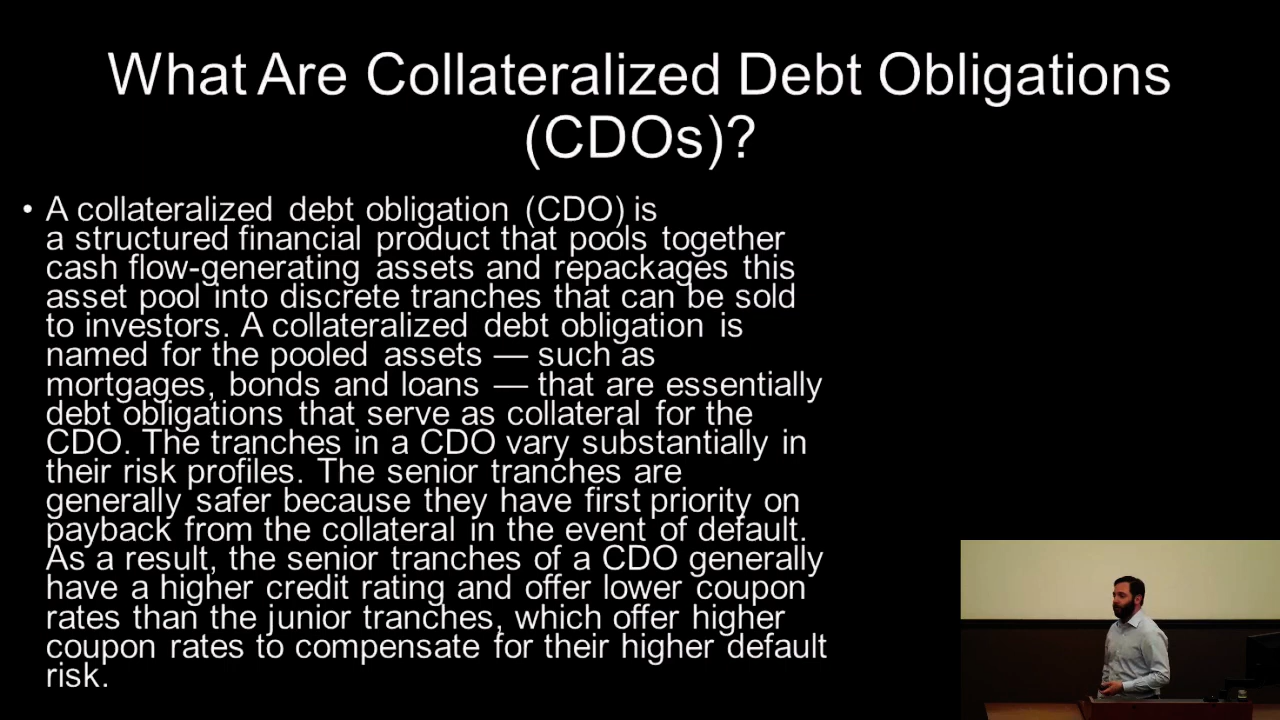 What Are Collateralized Debt Obligations
(CDOs)?
• A collateralized debt obligation (CDO) is
a structured financial product that pools together
cash flow-generating assets and repackages this
asset pool into discrete tranches that can be sold
to investors. A collateralized debt obligation is
named for the pooled assets — such as
mortgages, bonds and loans — that are essentially
debt obligations that serve as collateral for the
CDO. The tranches in a CDO vary substantially in
their risk profiles. The senior tranches are
generally safer because they have first priority on
payback from the collateral in the event of default.
As a result, the senior tranches of a CDO generally
have a higher credit rating and offer lower coupon
rates than the junior tranches, which offer higher
coupon rates to compensate for their higher default
risk.